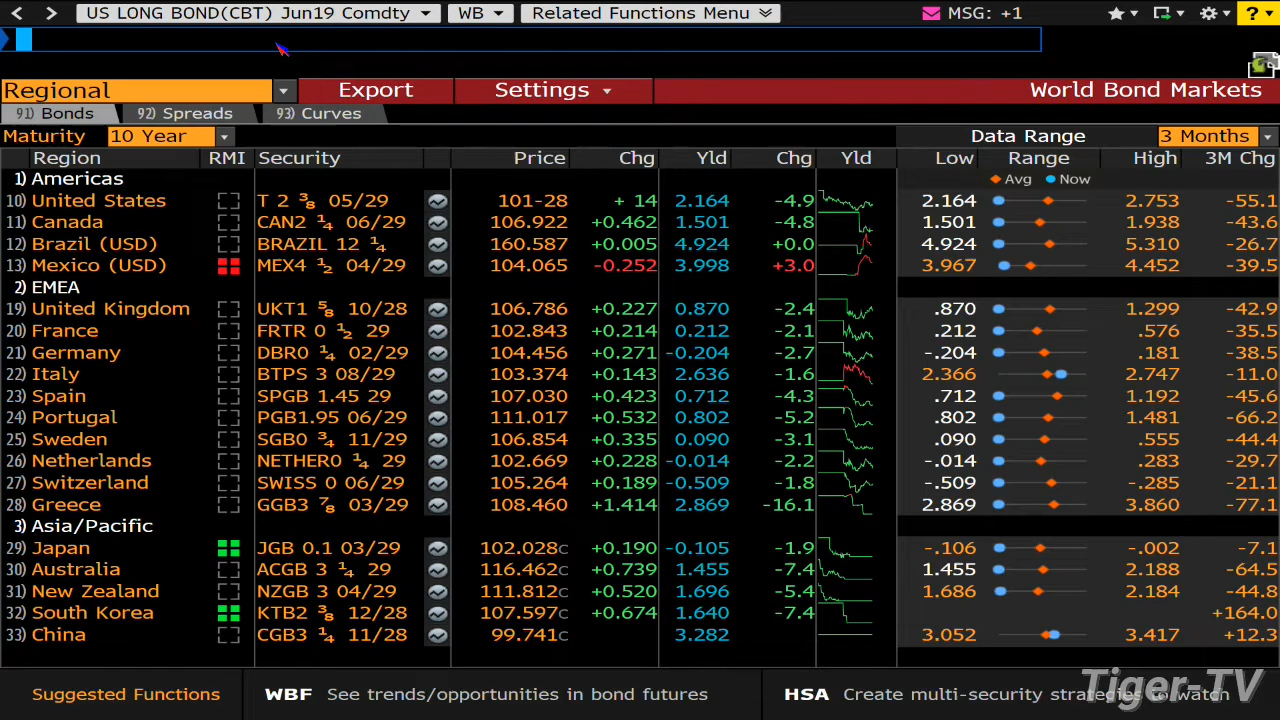 US LONG BOND(CBT) Jun19 Comdty WB Related Functions Menu MSG: +1 ?
Regional Export Settings World Bond Markets
91) Bonds 92) Spreads 93) Curves
Maturity 10 Year Data Range 3 Months
Region RMI Security Price Chg Yld Chg Yld Low Range High 3M Chg
1) Americas Avg Now
10) United States T 2 ³⁄₈ 05/29 101-28 + 14 2.164 -4.9 2.164 2.753 -55.1
11) Canada CAN2 ¹⁄₄ 06/29 106.922 +0.462 1.501 -4.8 1.501 1.938 -43.6
12) Brazil (USD) BRAZIL 12 ¹⁄₄ 160.587 +0.005 4.924 +0.0 4.924 5.310 -26.7
13) Mexico (USD) MEX4 ¹⁄₂ 04/29 104.065 -0.252 3.998 +3.0 3.967 4.452 -39.5
2) EMEA
19) United Kingdom UKT1 ⁵⁄₈ 10/28 106.786 +0.227 0.870 -2.4 .870 1.299 -42.9
20) France FRTR 0 ¹⁄₂ 29 102.843 +0.214 0.212 -2.1 .212 .576 -35.5
21) Germany DBR0 ¹⁄₄ 02/29 104.456 +0.271 -0.204 -2.7 -.204 .181 -38.5
22) Italy BTPS 3 08/29 103.374 +0.143 2.636 -1.6 2.366 2.747 -11.0
23) Spain SPGB 1.45 29 107.030 +0.423 0.712 -4.3 .712 1.192 -45.6
24) Portugal PGB1.95 06/29 111.017 +0.532 0.802 -5.2 .802 1.481 -66.2
25) Sweden SGB0 ³⁄₄ 11/29 106.854 +0.335 0.090 -3.1 .090 .555 -44.4
26) Netherlands NETHER0 ¹⁄₄ 29 102.669 +0.228 -0.014 -2.2 -.014 .283 -29.7
27) Switzerland SWISS 0 06/29 105.264 +0.189 -0.509 -1.8 -.509 -.285 -21.1
28) Greece GGB3 ⁷⁄₈ 03/29 108.460 +1.414 2.869 -16.1 2.869 3.860 -77.1
3) Asia/Pacific
29) Japan JGB 0.1 03/29 102.028c +0.190 -0.105 -1.9 -.106 -.002 -7.1
30) Australia ACGB 3 ¹⁄₄ 29 116.462c +0.739 1.455 -7.4 1.455 2.188 -64.5
31) New Zealand NZGB 3 04/29 111.812c +0.520 1.696 -5.4 1.686 2.184 -44.8
32) South Korea KTB2 ³⁄₈ 12/28 107.597c +0.674 1.640 -7.4 +164.0
33) China CGB3 ¹⁄₄ 11/28 99.741c 3.282 3.052 3.417 +12.3
Suggested Functions WBF See trends/opportunities in bond futures HSA Create multi-security strategies to watch
Tiger-TV